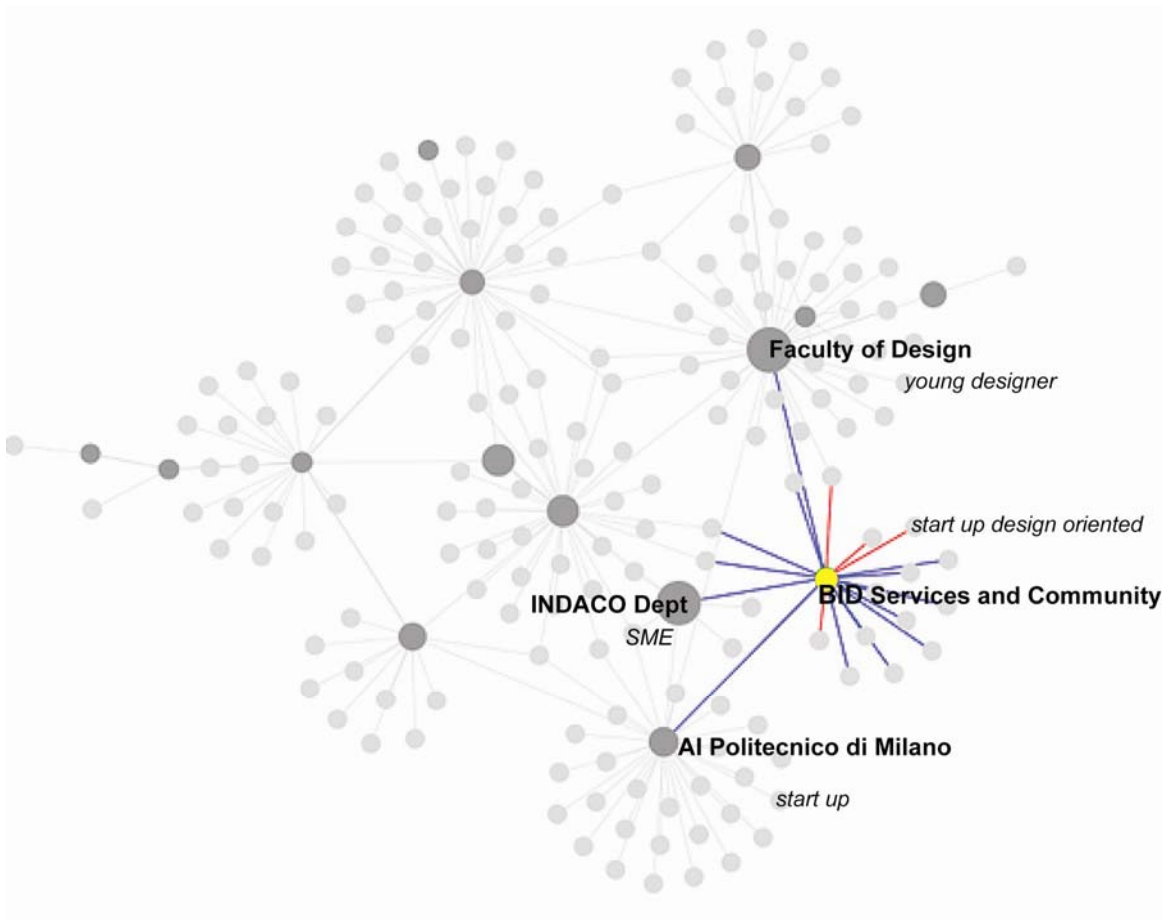 Faculty of Design
young designer
start up design oriented
BID Services and Community
INDACO Dept
SME
AI Politecnico di Milano
start up